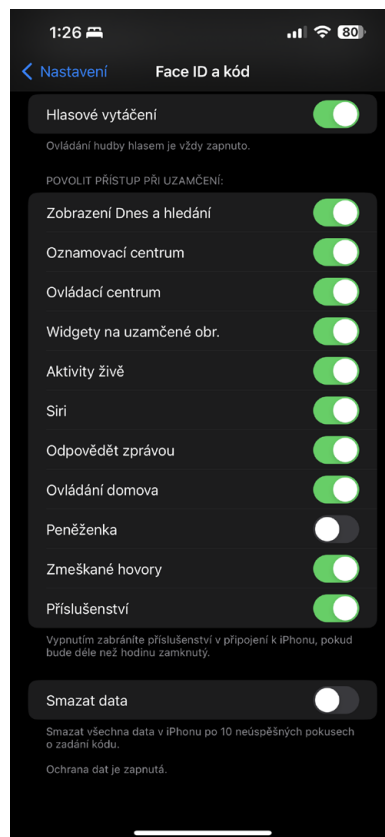 1:26
80
Nastavení
Face ID a kód
Hlasové vytáčení
Ovládání hudby hlasem je vždy zapnuto.
POVOLIT PŘÍSTUP PŘI UZAMČENÍ:
Zobrazení Dnes a hledání
Oznamovací centrum
Ovládací centrum
Widgety na uzamčené obr.
Aktivity živě
Siri
Odpovědět zprávou
Ovládání domova
Peněženka
Zmeškané hovory
Příslušenství
Vypnutím zabráníte příslušenství v připojení k iPhonu, pokud
bude déle než hodinu zamknutý.
Smazat data
Smazat všechna data v iPhonu po 10 neúspěšných pokusech
o zadání kódu.
Ochrana dat je zapnutá.